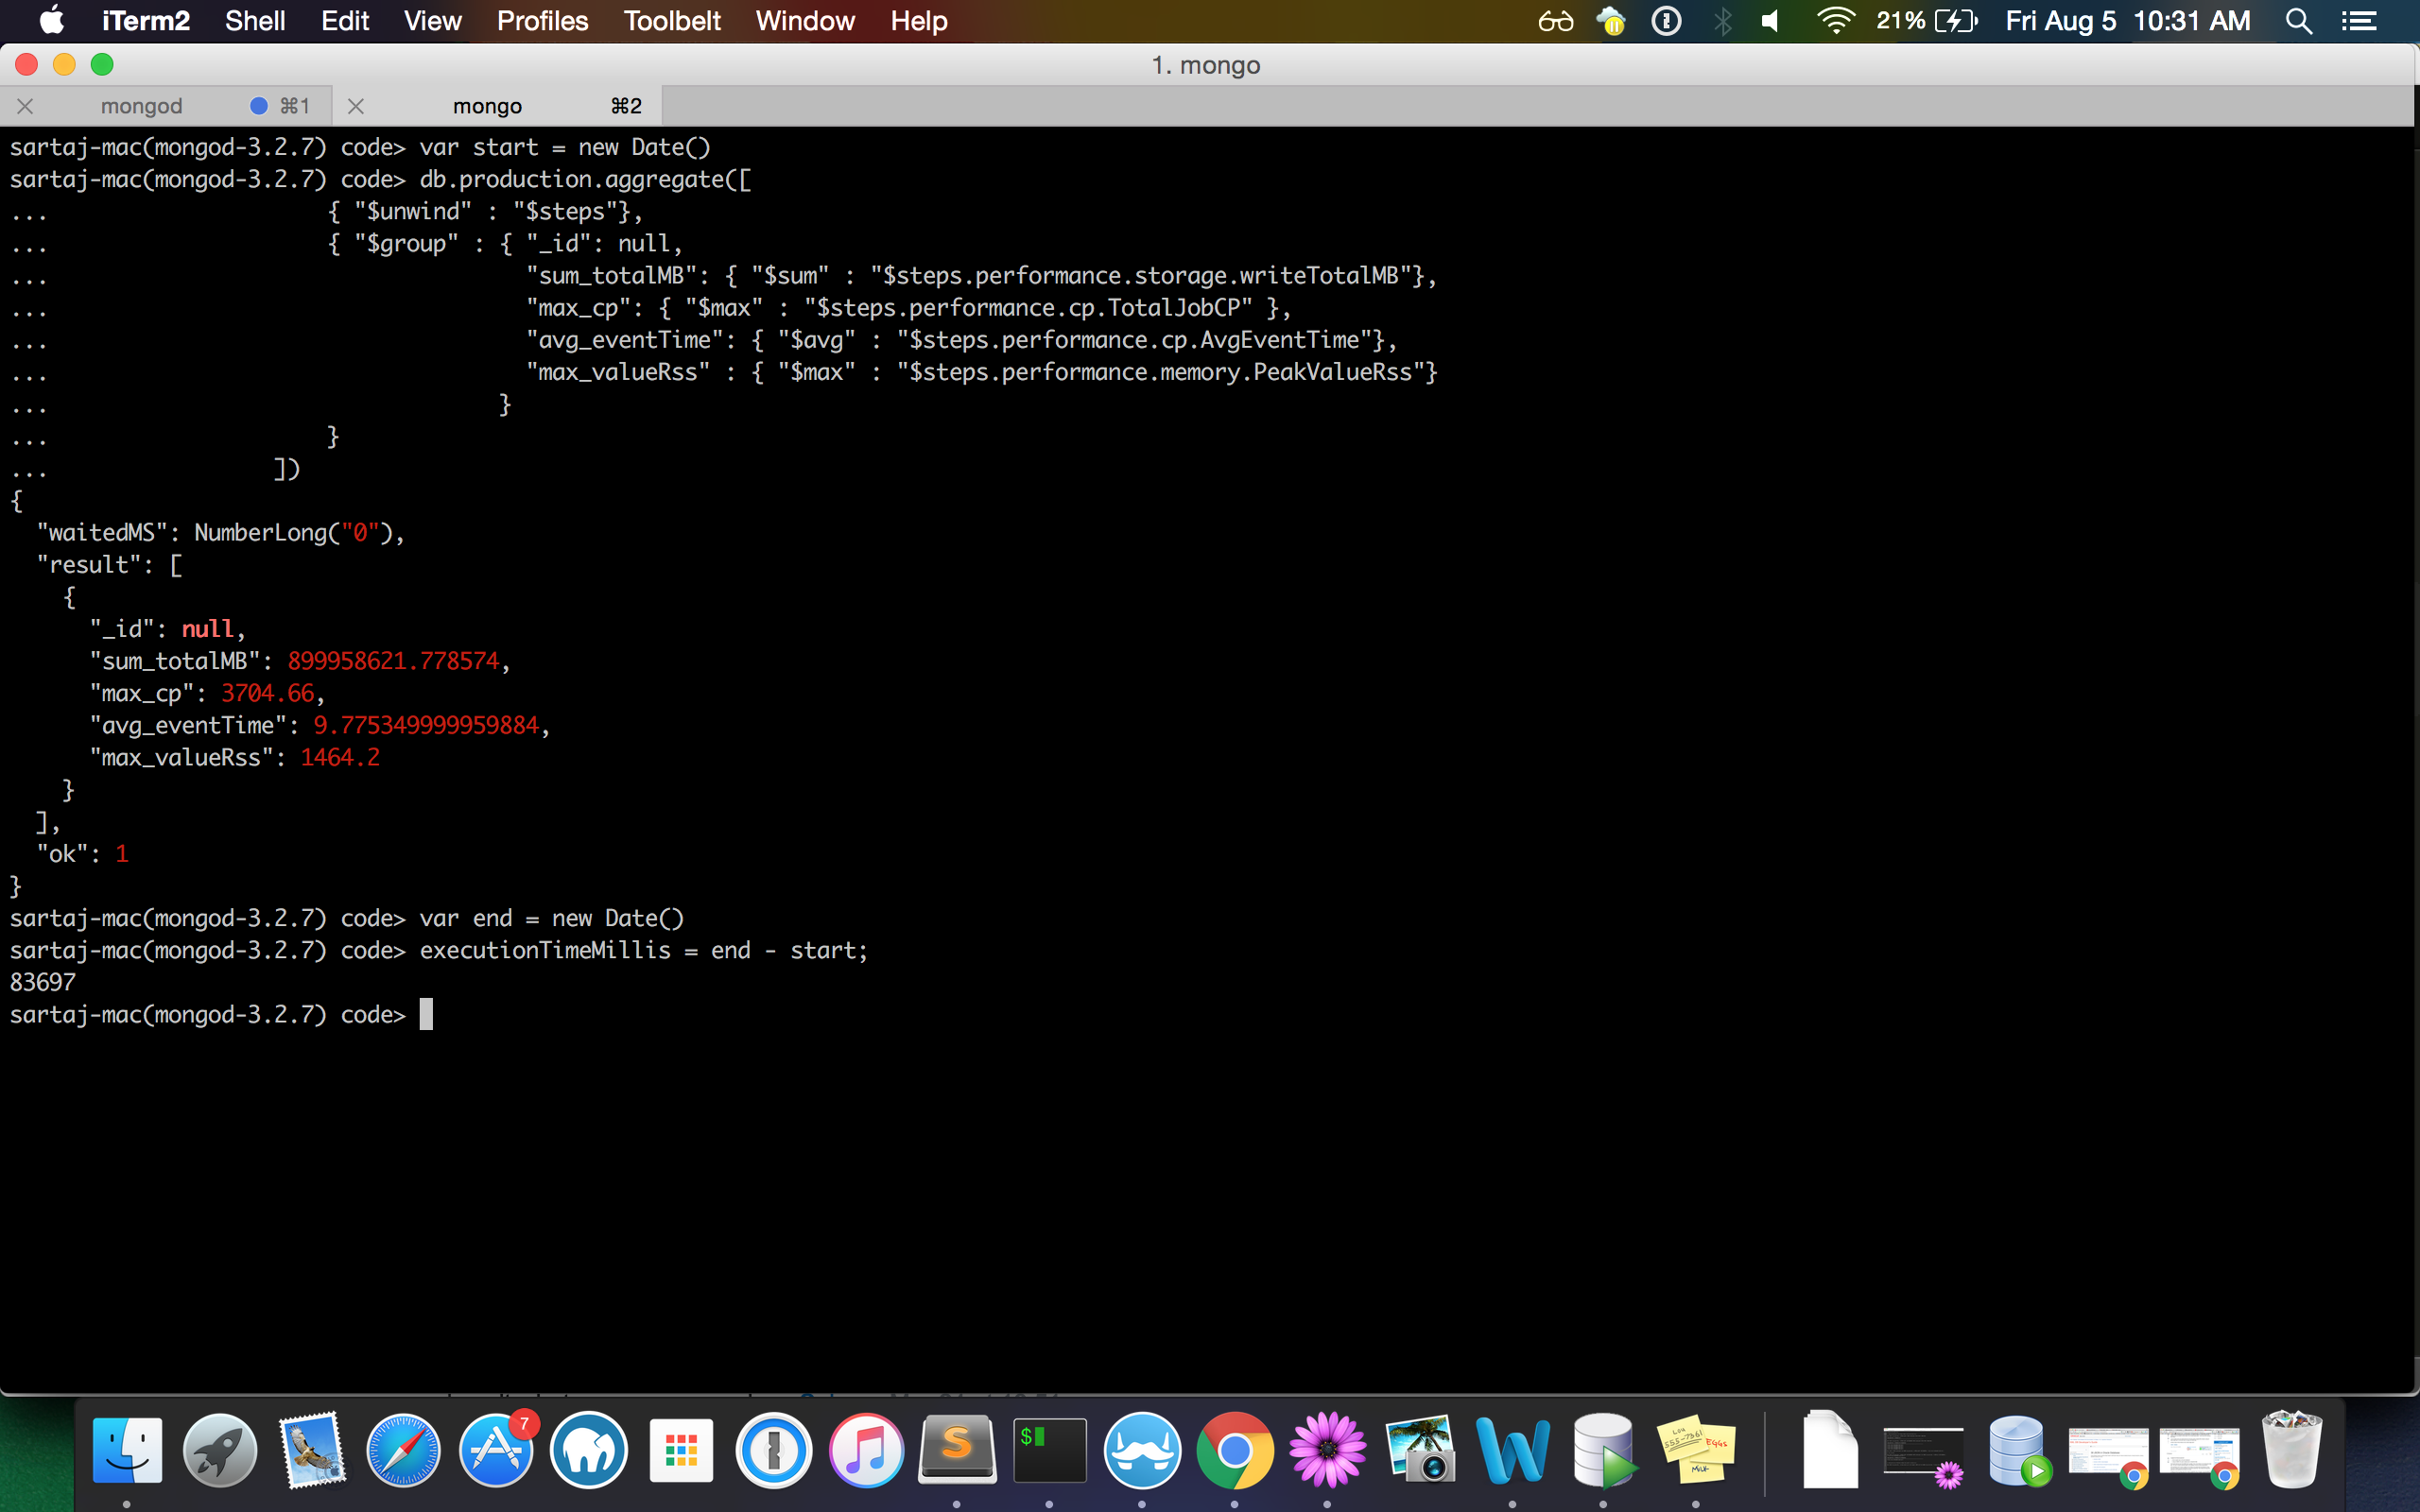 iTerm2 Shell Edit View Profiles Toolbelt Window Help 21% Fri Aug 5 10:31 AM
1. mongo
mongod ⌘1 mongo ⌘2
sartaj-mac(mongod-3.2.7) code> var start = new Date()
sartaj-mac(mongod-3.2.7) code> db.production.aggregate([
... { "$unwind" : "$steps"},
... { "$group" : { "_id": null,
... "sum_totalMB": { "$sum" : "$steps.performance.storage.writeTotalMB"},
... "max_cp": { "$max" : "$steps.performance.cp.TotalJobCP" },
... "avg_eventTime": { "$avg" : "$steps.performance.cp.AvgEventTime"},
... "max_valueRss" : { "$max" : "$steps.performance.memory.PeakValueRss"}
... }
... }
... ])
{
"waitedMS": NumberLong("0"),
"result": [
{
"_id": null,
"sum_totalMB": 899958621.778574,
"max_cp": 3704.66,
"avg_eventTime": 9.775349999959884,
"max_valueRss": 1464.2
}
],
"ok": 1
}
sartaj-mac(mongod-3.2.7) code> var end = new Date()
sartaj-mac(mongod-3.2.7) code> executionTimeMillis = end - start;
83697
sartaj-mac(mongod-3.2.7) code>
7
S
$
W
EGGS
MILK